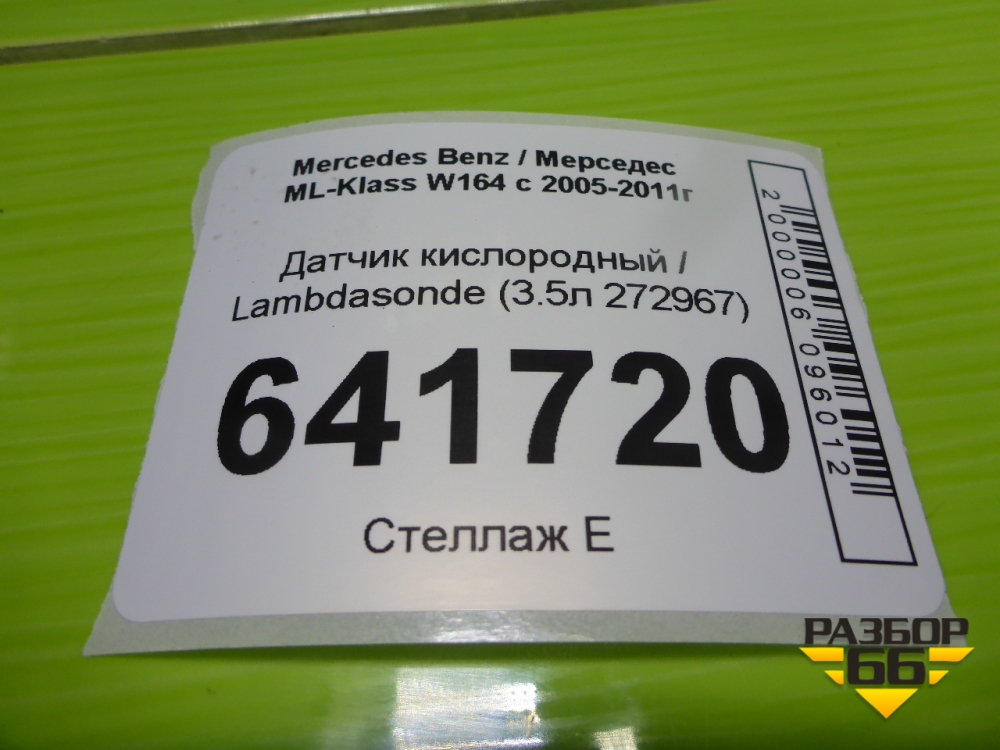 Mercedes Benz / Мерседес
ML-Klass W164 с 2005-2011г
Датчик кислородный /
Lambdasonde (3.5л 272967)
641720
Стеллаж Е
2000006096012
РАЗБОР
66